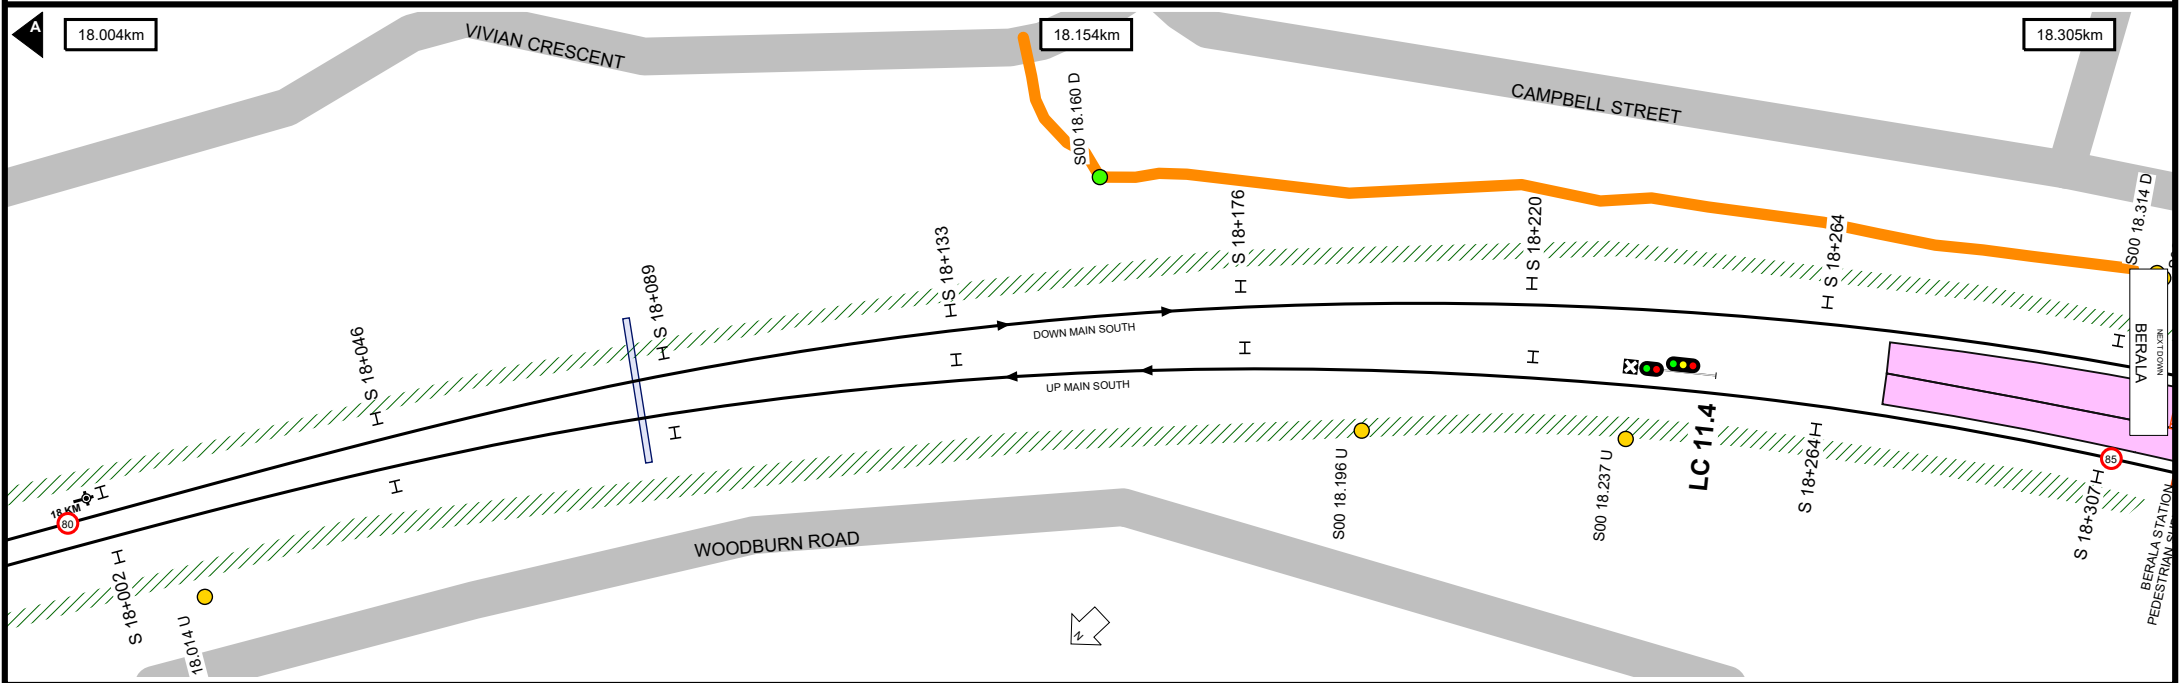 A
18.004km
VIVIAN CRESCENT
18.154km
18.305km
CAMPBELL STREET
S00 18.160 D
S00 18.314 D
S 18+046
S 18+089
S 18+133
S 18+176
S 18+220
S 18+264
DOWN MAIN SOUTH
UP MAIN SOUTH
BERALA
NEXT DOWN
18 KM
80
85
S 18+002
18.014 U
WOODBURN ROAD
N
S00 18.196 U
S00 18.237 U
LC 11.4
S 18+264
S 18+307
BERALA STATION
PEDESTRIAN